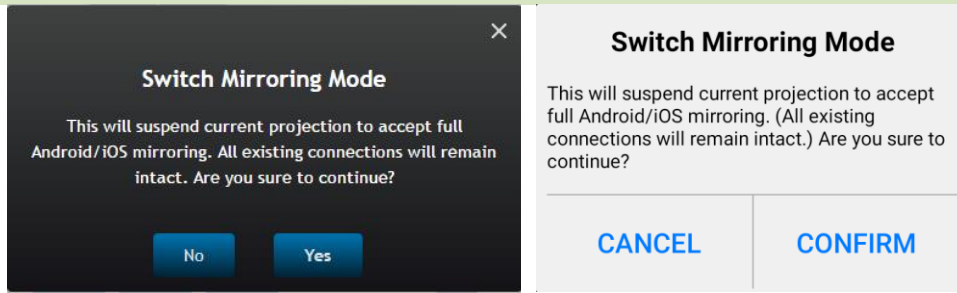 Switch Mirroring Mode
This will suspend current projection to accept full
Android/iOS mirroring. All existing connections will remain
intact. Are you sure to continue?
No
Yes
Switch Mirroring Mode
This will suspend current projection to accept
full Android/iOS mirroring. (All existing
connections will remain intact.) Are you sure to
continue?
CANCEL
CONFIRM